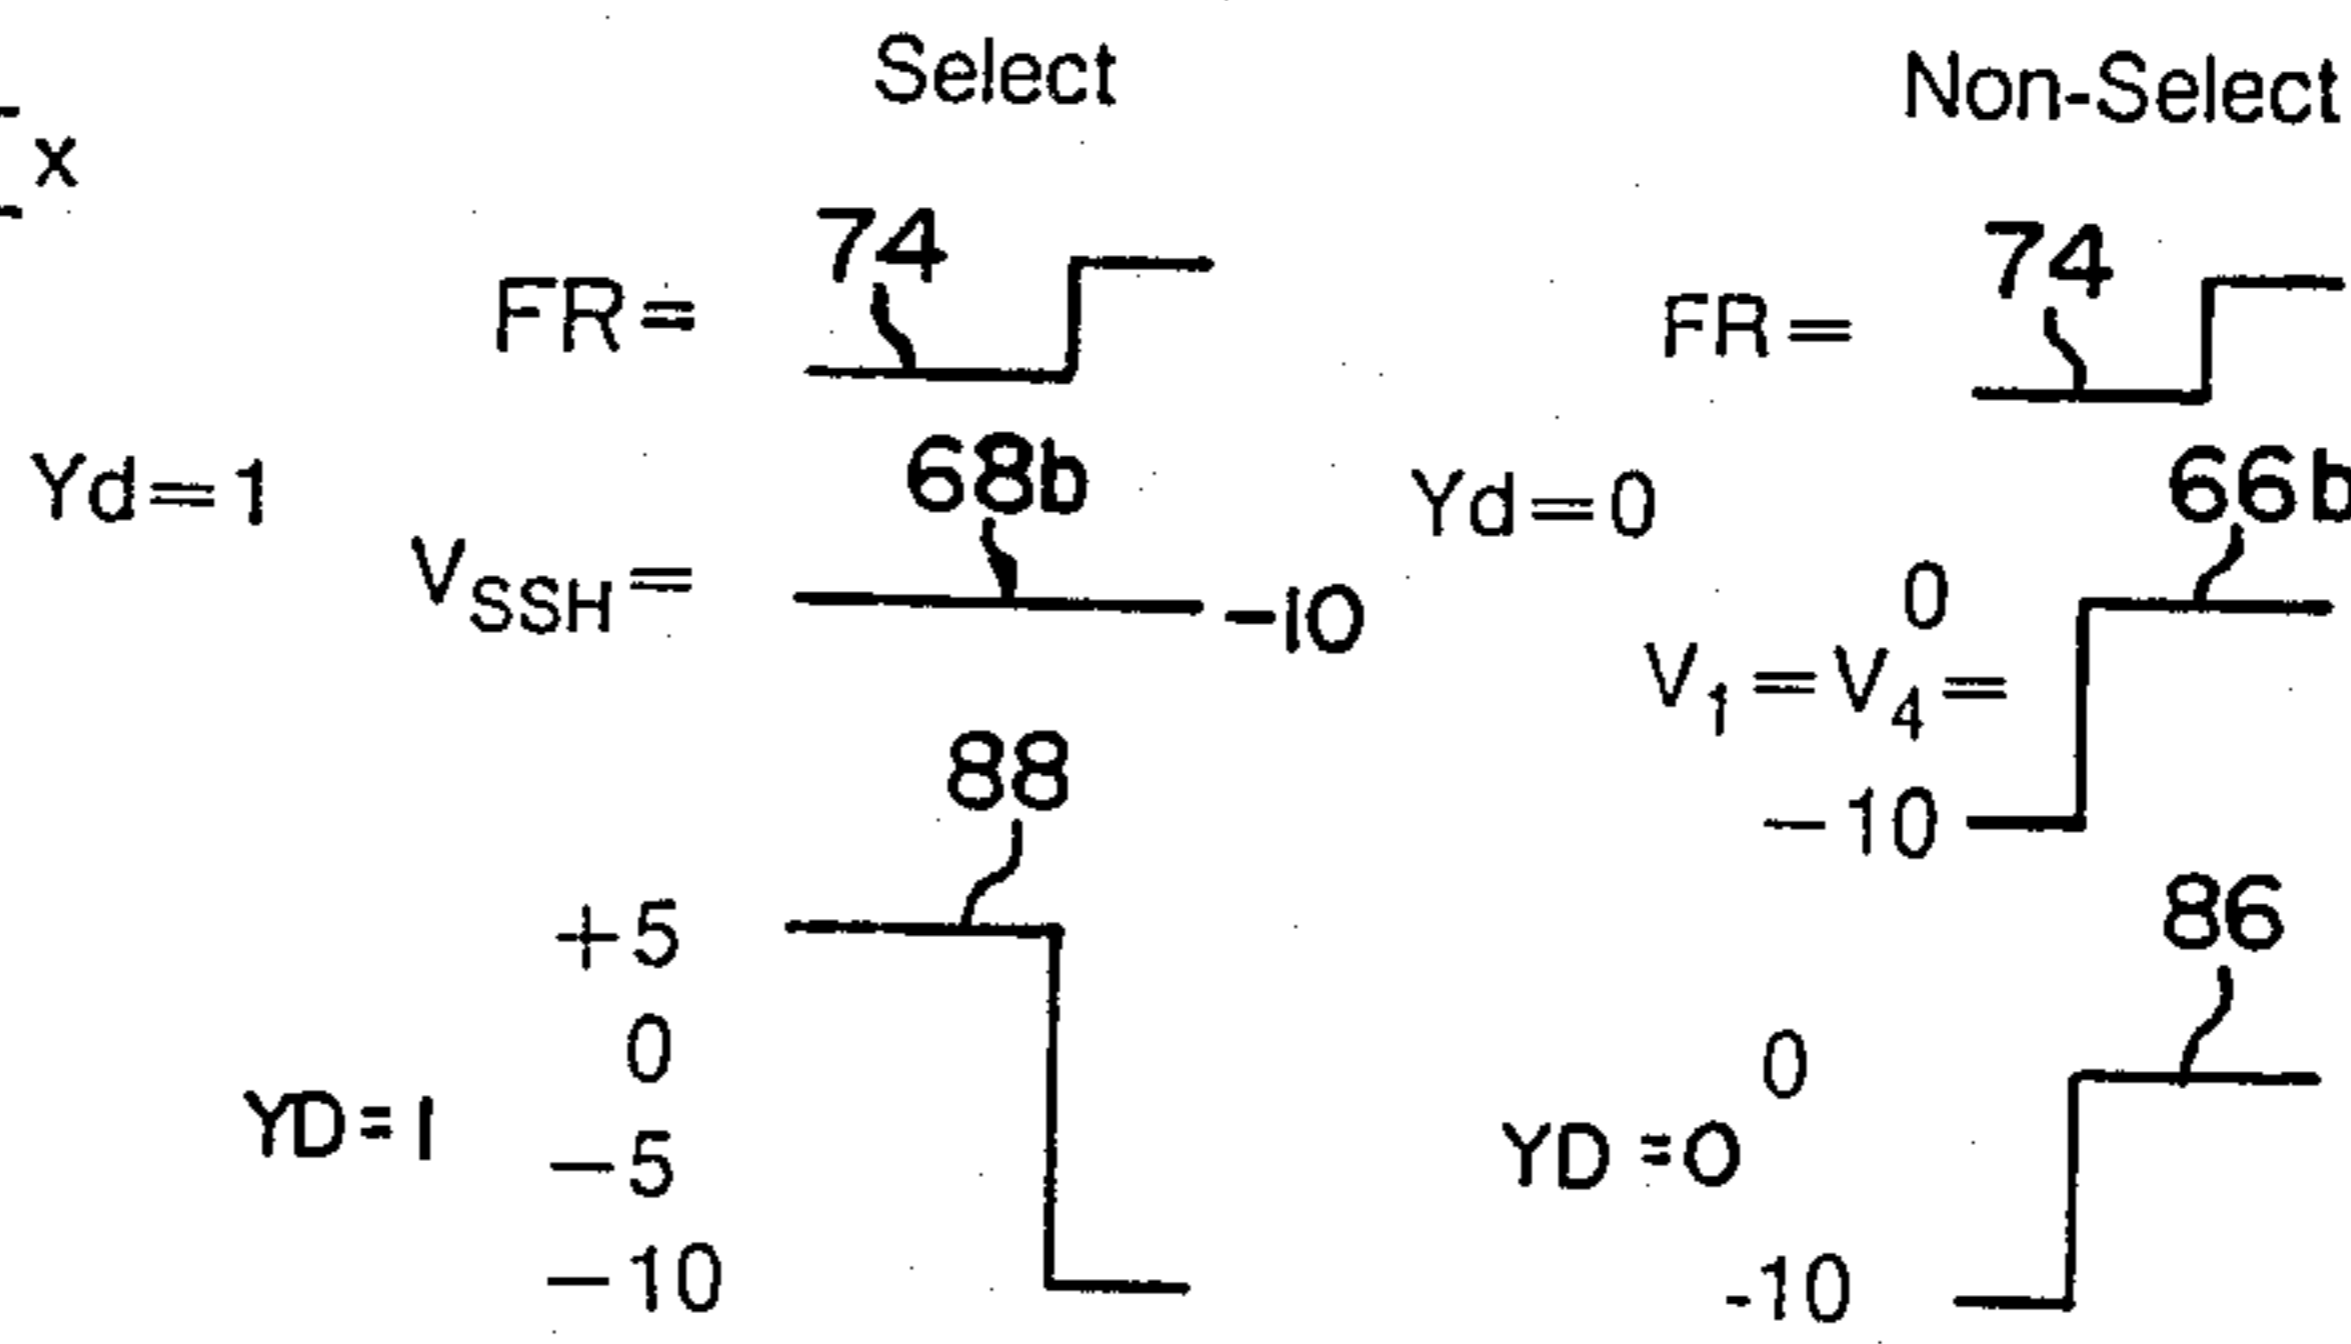 Select
Non-Select
x
74
FR=
74
FR=
Yd=1
68b
VSSH=
-10
Yd=0
66b
0
V1=V4=
-10
88
+5
0
YD=1
-5
-10
86
0
YD=0
-10